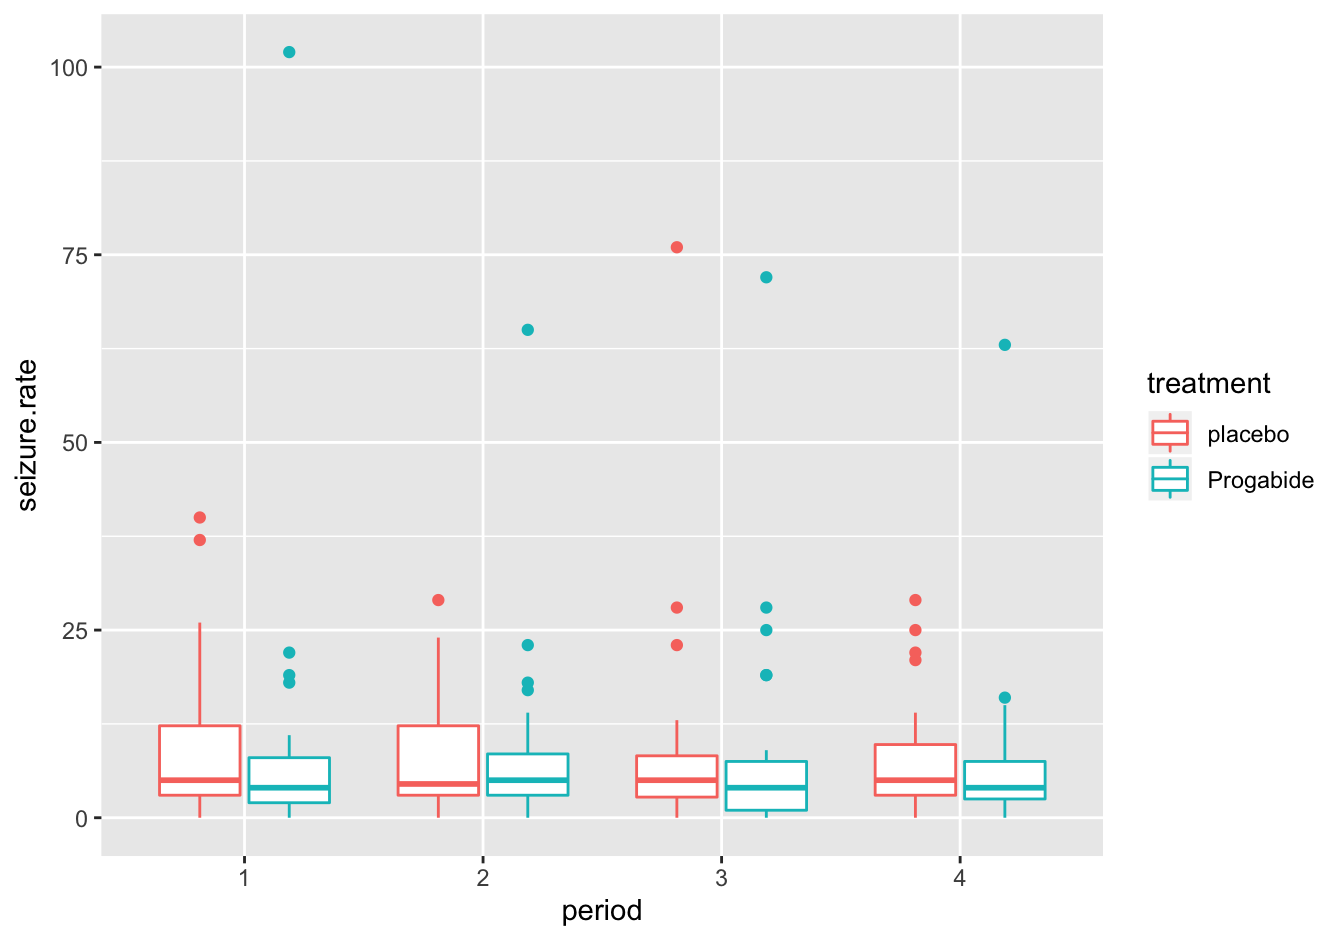 100
75
50
25
0
seizure.rate
1 2 3 4
period
treatment
placebo
Progabide